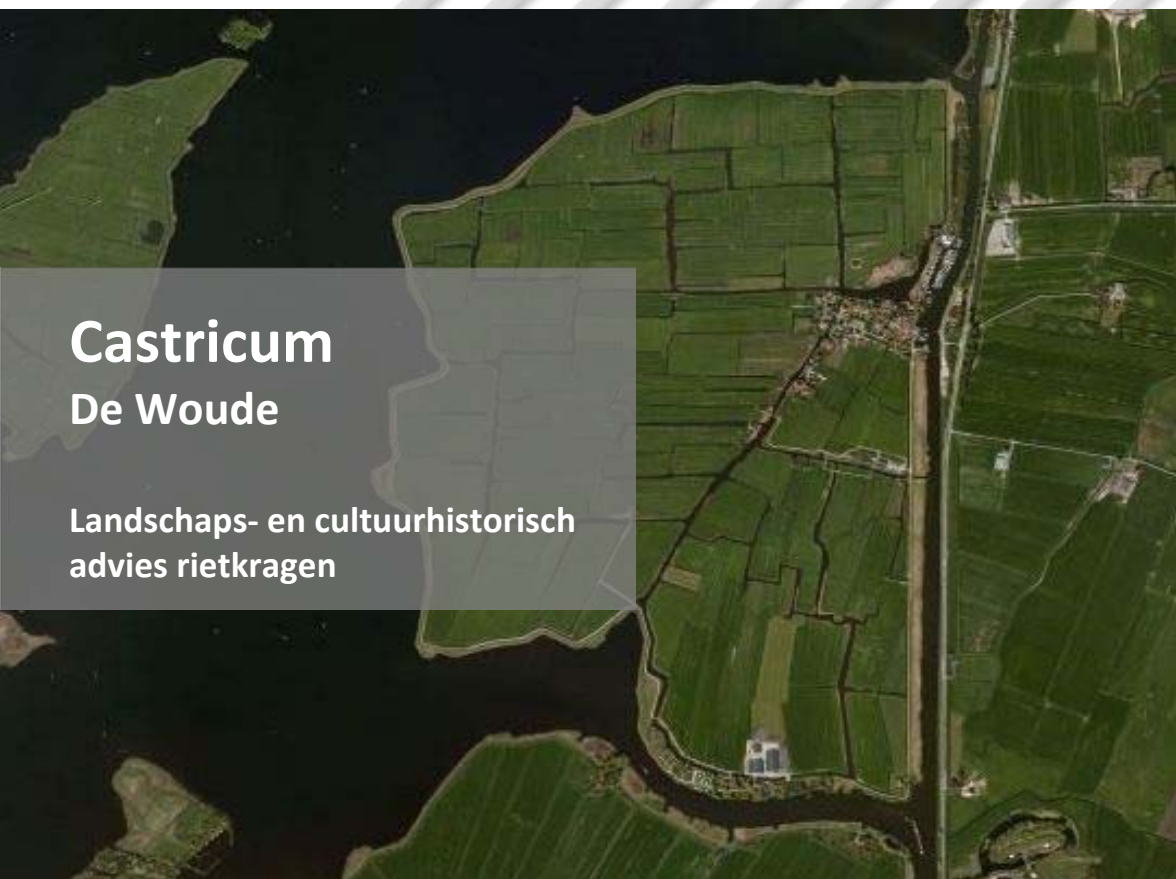 Castricum
De Woude
Landschaps- en cultuurhistorisch
advies rietkragen